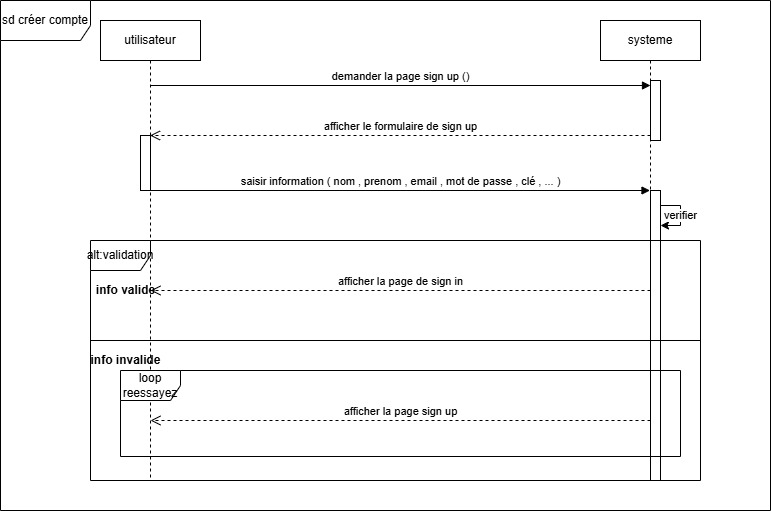 sd créer compte
utilisateur
systeme
demander la page sign up ()
afficher le formulaire de sign up
saisir information ( nom , prenom , email , mot de passe , clé , ... )
verifier
alt:validation
afficher la page de sign in
info valide
info invalide
loop
reessayez
afficher la page sign up